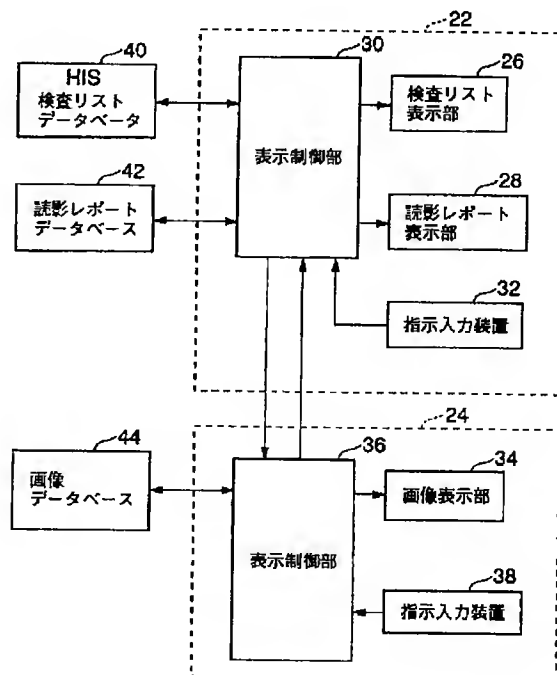 22
40
HIS
検査リスト
データベータ
30
表示制御部
26
検査リスト
表示部
42
読影レポート
データベース
28
読影レポート
表示部
32
指示入力装置
24
44
画像
データベース
36
表示制御部
34
画像表示部
38
指示入力装置